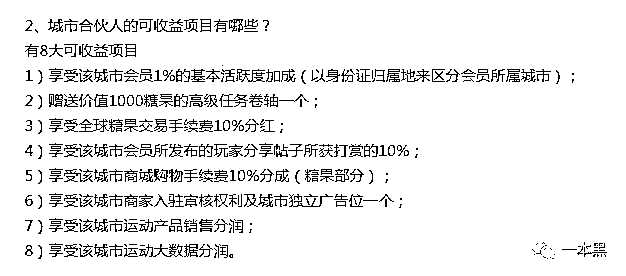 2、城市合伙人的可收益项目有哪些？
有8大可收益项目
1）享受该城市会员1%的基本活跃度加成（以身份证归属地来区分会员所属城市）；
2）赠送价值1000糖果的高级任务卷轴一个；
3）享受全球糖果交易手续费10%分红；
4）享受该城市会员所发布的玩家分享帖子所获打赏的10%；
5）享受该城市商城购物手续费10%分成（糖果部分）；
6）享受该城市商家入驻审核权利及城市独立广告位一个；
7）享受该城市运动产品销售分润；
8）享受该城市运动大数据分润。
一本黑